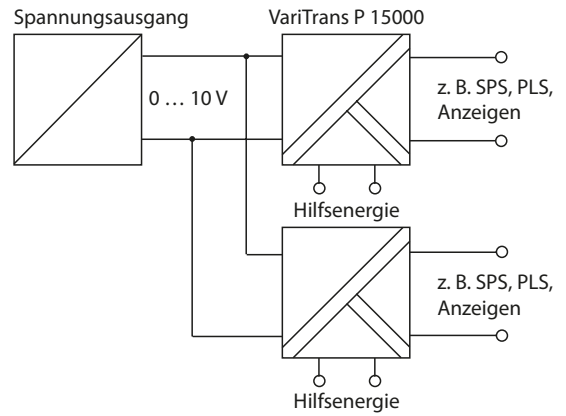 Spannungsausgang
VariTrans P 15000
0 … 10 V
z. B. SPS, PLS,
Anzeigen
Hilfsenergie
z. B. SPS, PLS,
Anzeigen
Hilfsenergie